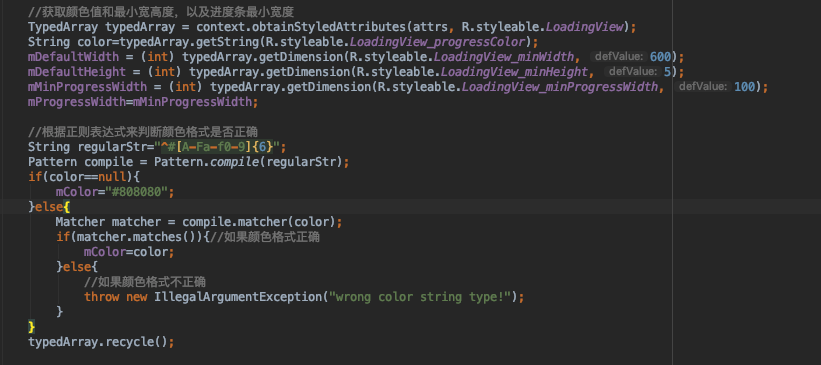 //获取颜色值和最小宽高度，以及进度条最小宽度
TypedArray typedArray = context.obtainStyledAttributes(attrs, R.styleable.LoadingView);
String color=typedArray.getString(R.styleable.LoadingView_progressColor);
mDefaultWidth = (int) typedArray.getDimension(R.styleable.LoadingView_minWidth, defValue: 600);
mDefaultHeight = (int) typedArray.getDimension(R.styleable.LoadingView_minHeight, defValue: 5);
mMinProgressWidth = (int) typedArray.getDimension(R.styleable.LoadingView_minProgressWidth, defValue: 100);
mProgressWidth=mMinProgressWidth;
//根据正则表达式来判断颜色格式是否正确
String regularStr="^#[A-Fa-f0-9]{6}";
Pattern compile = Pattern.compile(regularStr);
if(color==null){
mColor="#808080";
}else{
Matcher matcher = compile.matcher(color);
if(matcher.matches()){//如果颜色格式正确
mColor=color;
}else{
//如果颜色格式不正确
throw new IllegalArgumentException("wrong color string type!");
}
}
typedArray.recycle();